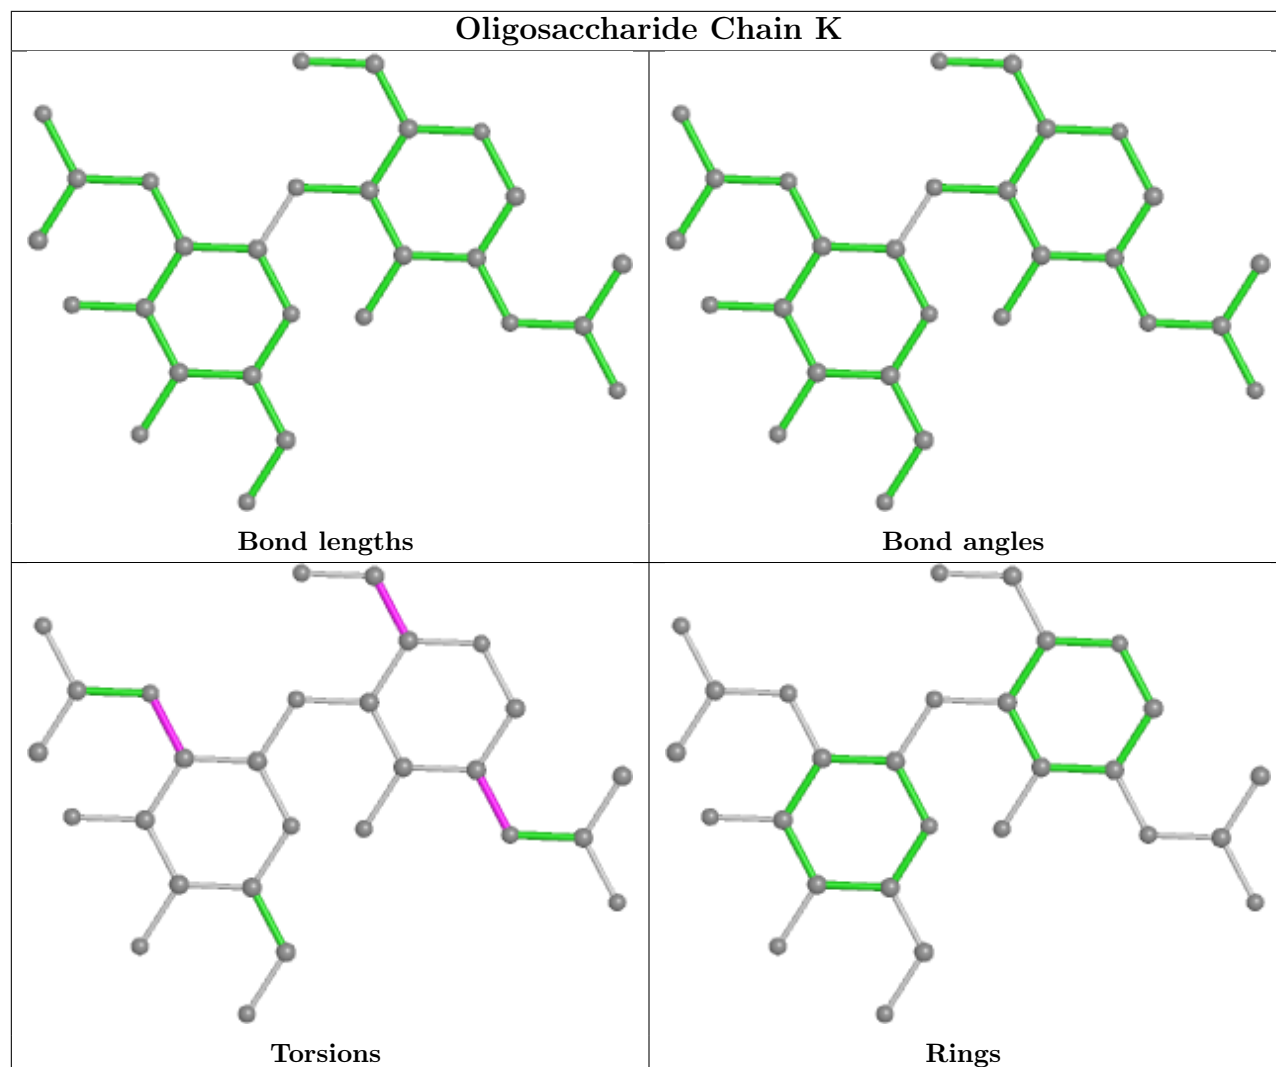 Oligosaccharide Chain K
Bond lengths
Bond angles
Torsions
Rings